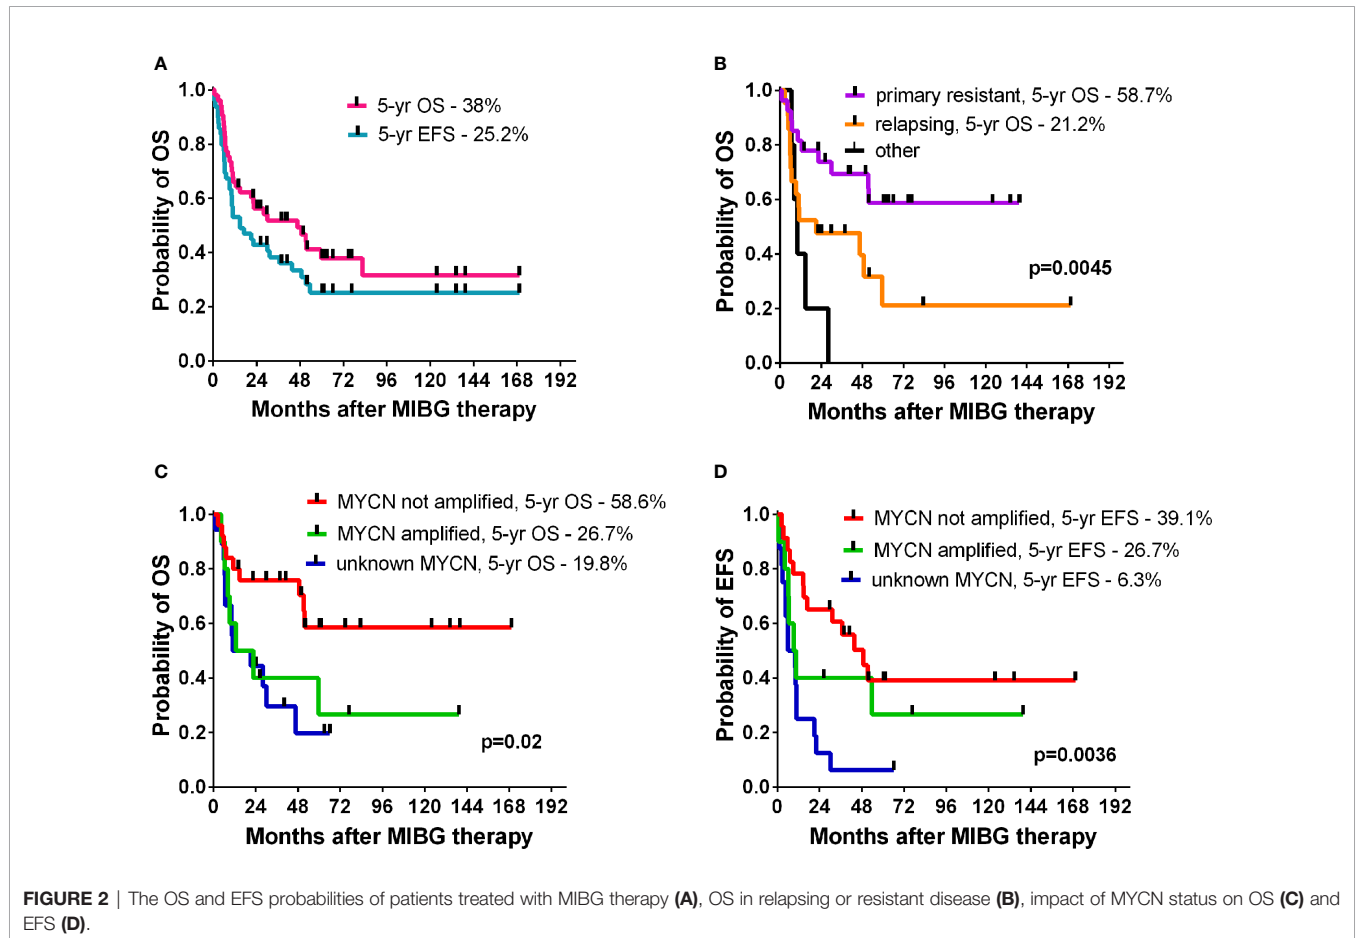 A
5-yr OS - 38%
5-yr EFS - 25.2%
Probability of OS
1.0
0.8
0.6
0.4
0.2
0.0
0 24 48 72 96 120 144 168 192
Months after MIBG therapy
B
primary resistant, 5-yr OS - 58.7%
relapsing, 5-yr OS - 21.2%
other
Probability of OS
1.0
0.8
0.6
0.4
0.2
0.0
p=0.0045
0 24 48 72 96 120 144 168 192
Months after MIBG therapy
C
MYCN not amplified, 5-yr OS - 58.6%
MYCN amplified, 5-yr OS - 26.7%
unknown MYCN, 5-yr OS - 19.8%
Probability of OS
1.0
0.8
0.6
0.4
0.2
0.0
p=0.02
0 24 48 72 96 120 144 168 192
Months after MIBG therapy
D
MYCN not amplified, 5-yr EFS - 39.1%
MYCN amplified, 5-yr EFS - 26.7%
unknown MYCN, 5-yr EFS - 6.3%
Probability of EFS
1.0
0.8
0.6
0.4
0.2
0.0
p=0.0036
0 24 48 72 96 120 144 168 192
Months after MIBG therapy
FIGURE 2 | The OS and EFS probabilities of patients treated with MIBG therapy (A), OS in relapsing or resistant disease (B), impact of MYCN status on OS (C) and
EFS (D).